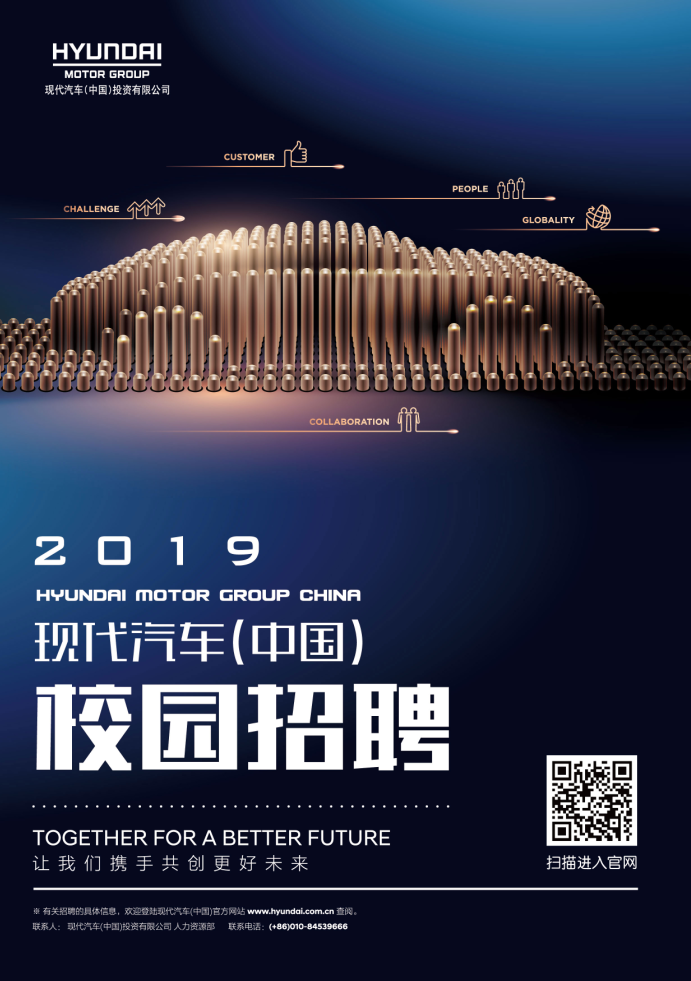 HYUNDAI
MOTOR GROUP
现代汽车(中国)投资有限公司
CUSTOMER
PEOPLE
CHALLENGE
GLOBALITY
COLLABORATION
2019
HYUNDAI MOTOR GROUP CHINA
现代汽车(中国)
校园招聘
TOGETHER FOR A BETTER FUTURE
让我们携手共创更好未来
扫描进入官网
※ 有关招聘的具体信息，欢迎登陆现代汽车(中国)官方网站 www.hyundai.com.cn 查阅。
联系人： 现代汽车(中国)投资有限公司 人力资源部 联系电话：(+86)010-84539666